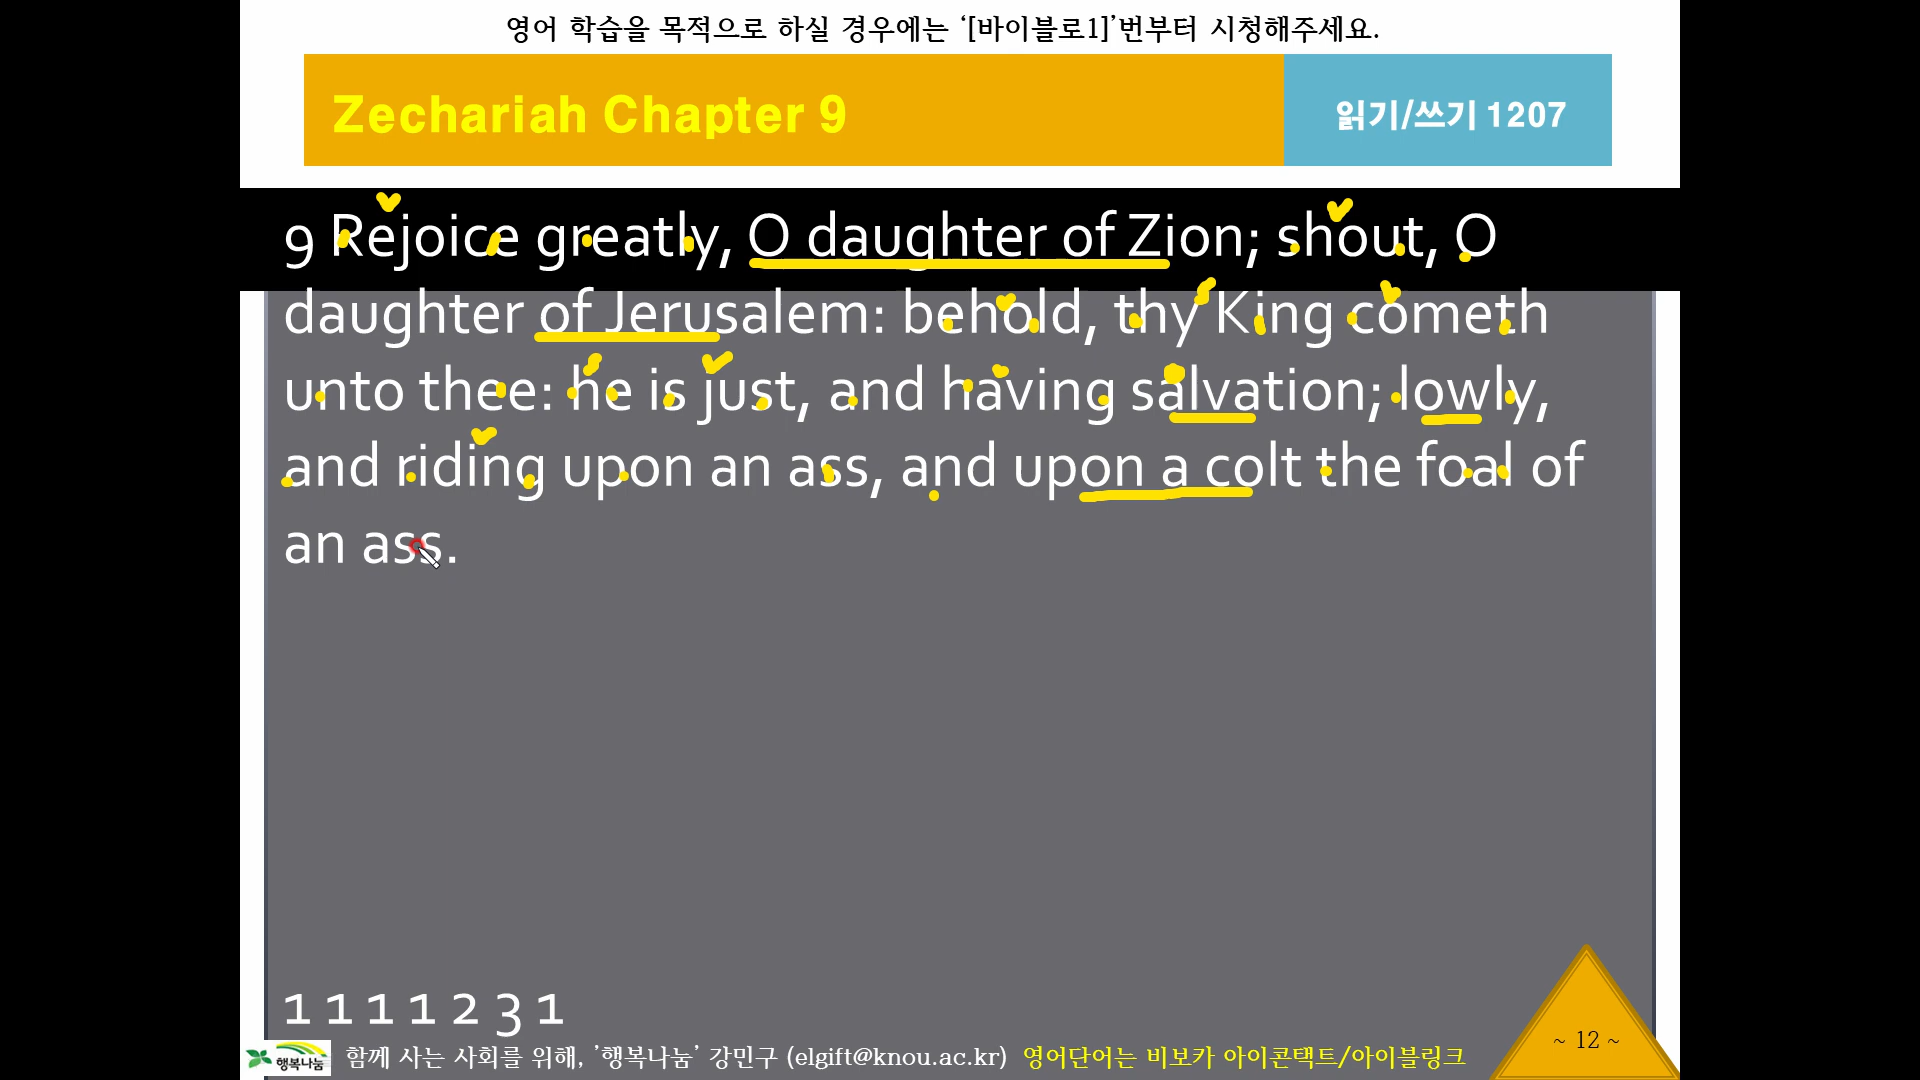 영어 학습을 목적으로 하실 경우에는 ‘[바이블로1]’번부터 시청해주세요.
Zechariah Chapter 9
읽기/쓰기 1207
9 Rejoice greatly, O daughter of Zion; shout, O
daughter of Jerusalem: behold, thy King cometh
unto thee: he is just, and having salvation; lowly,
and riding upon an ass, and upon a colt the foal of
an ass.
1 1 1 1 2 3 1
~ 12 ~
행복나눔
함께 사는 사회를 위해, ’행복나눔’ 강민구 (elgift@knou.ac.kr) 영어단어는 비보카 아이콘택트/아이블링크